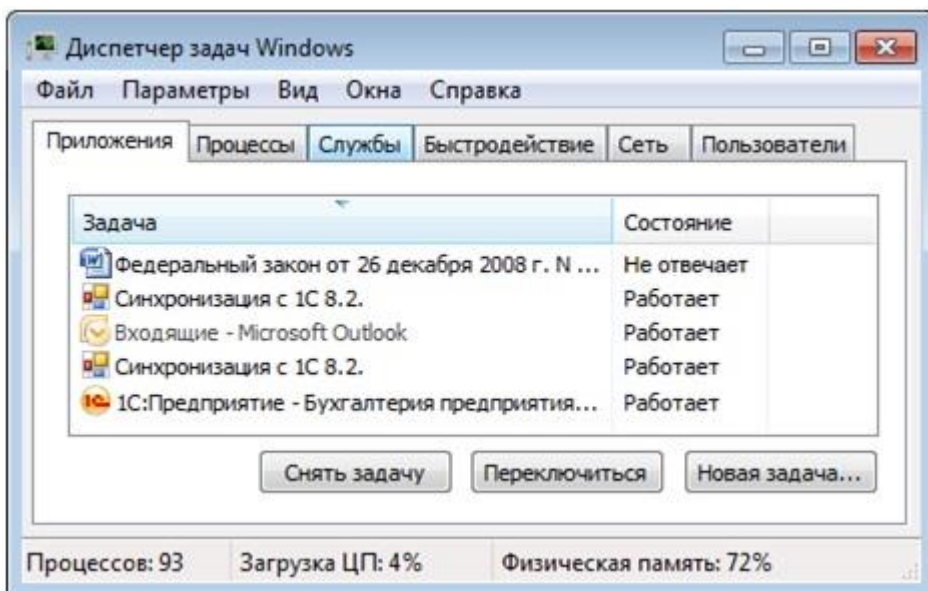 Диспетчер задач Windows
Файл Параметры Вид Окна Справка
Приложения Процессы Службы Быстродействие Сеть Пользователи
Задача Состояние
Федеральный закон от 26 декабря 2008 г. N ... Не отвечает
Синхронизация с 1С 8.2. Работает
Входящие - Microsoft Outlook Работает
Синхронизация с 1С 8.2. Работает
1С:Предприятие - Бухгалтерия предприятия... Работает
Снять задачу Переключиться Новая задача...
Процессов: 93 Загрузка ЦП: 4% Физическая память: 72%